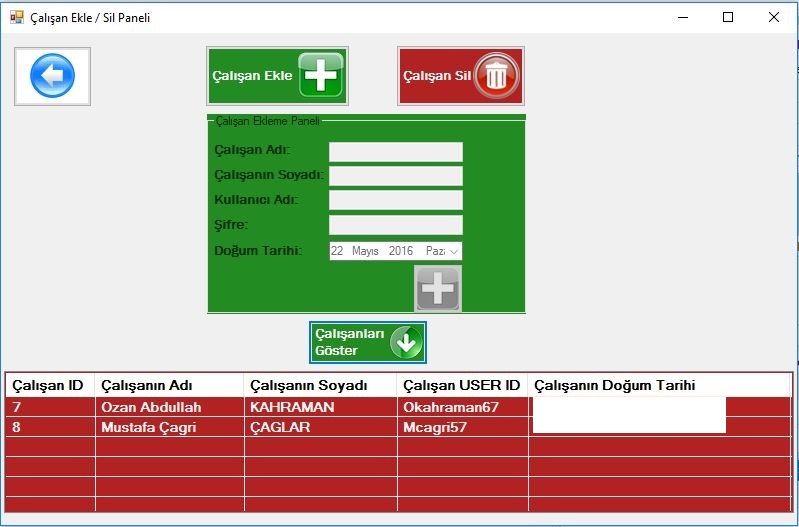 Çalışan Ekle / Sil Paneli
Çalışan Ekle
Çalışan Sil
Çalışan Ekleme Paneli
Çalışan Adı:
Çalışanın Soyadı:
Kullanıcı Adı:
Şifre:
Doğum Tarihi: 22 Mayıs 2016
Çalışanları
Göster
Çalışan ID Çalışanın Adı Çalışanın Soyadı Çalışan USER ID Çalışanın Doğum Tarihi
7 Ozan Abdullah KAHRAMAN Okahraman67
8 Mustafa Çagri ÇAGLAR Mcagri57